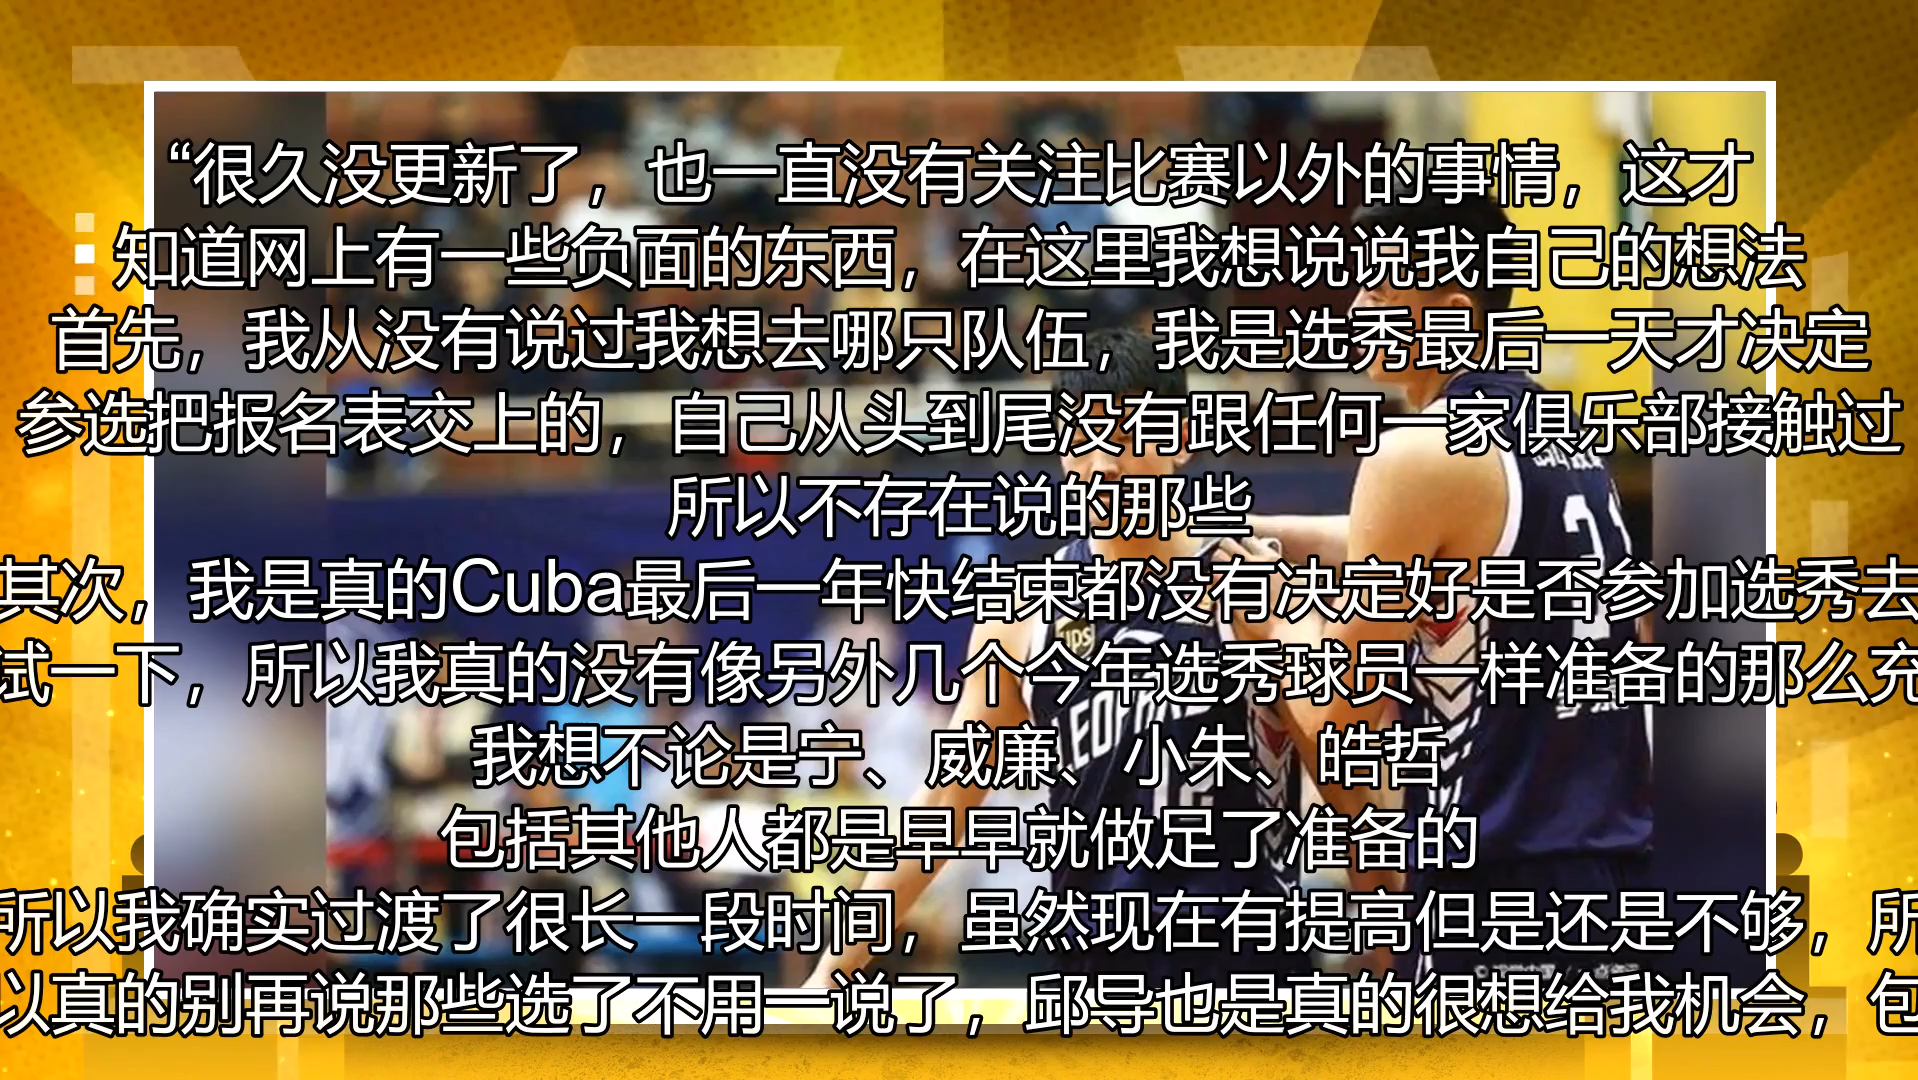 “很久没更新了，也一直没有关注比赛以外的事情，这才
知道网上有一些负面的东西，在这里我想说说我自己的想法
首先，我从没有说过我想去哪只队伍，我是选秀最后一天才决定
参选把报名表交上的，自己从头到尾没有跟任何一家俱乐部接触过
所以不存在说的那些
其次，我是真的Cuba最后一年快结束都没有决定好是否参加选秀去
试一下，所以我真的没有像另外几个今年选秀球员一样准备的那么充
我想不论是宁、威廉、小朱、皓哲
包括其他人都是早早就做足了准备的
所以我确实过渡了很长一段时间，虽然现在有提高但是还是不够，所
以真的别再说那些选了不用一说了，邱导也是真的很想给我机会，包